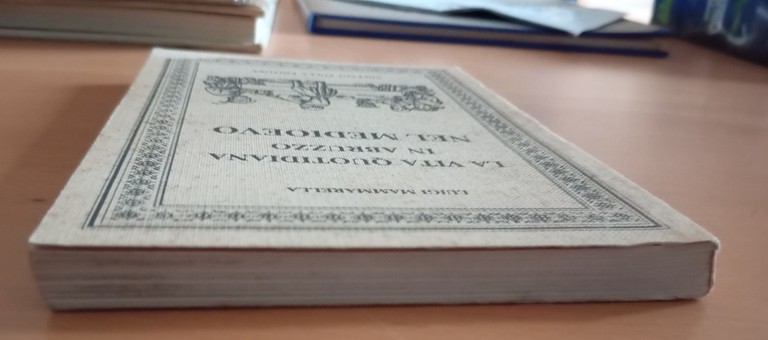 LUIGI MAMMARELLA
LA VITA QUOTIDIANA
IN ABRUZZO
NEL MEDIOEVO